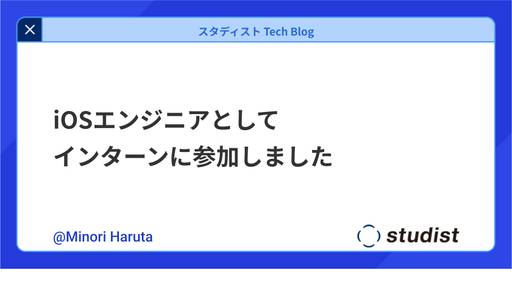 スタディスト Tech Blog
iOSエンジニアとして
インターンに参加しました
@Minori Haruta
studist